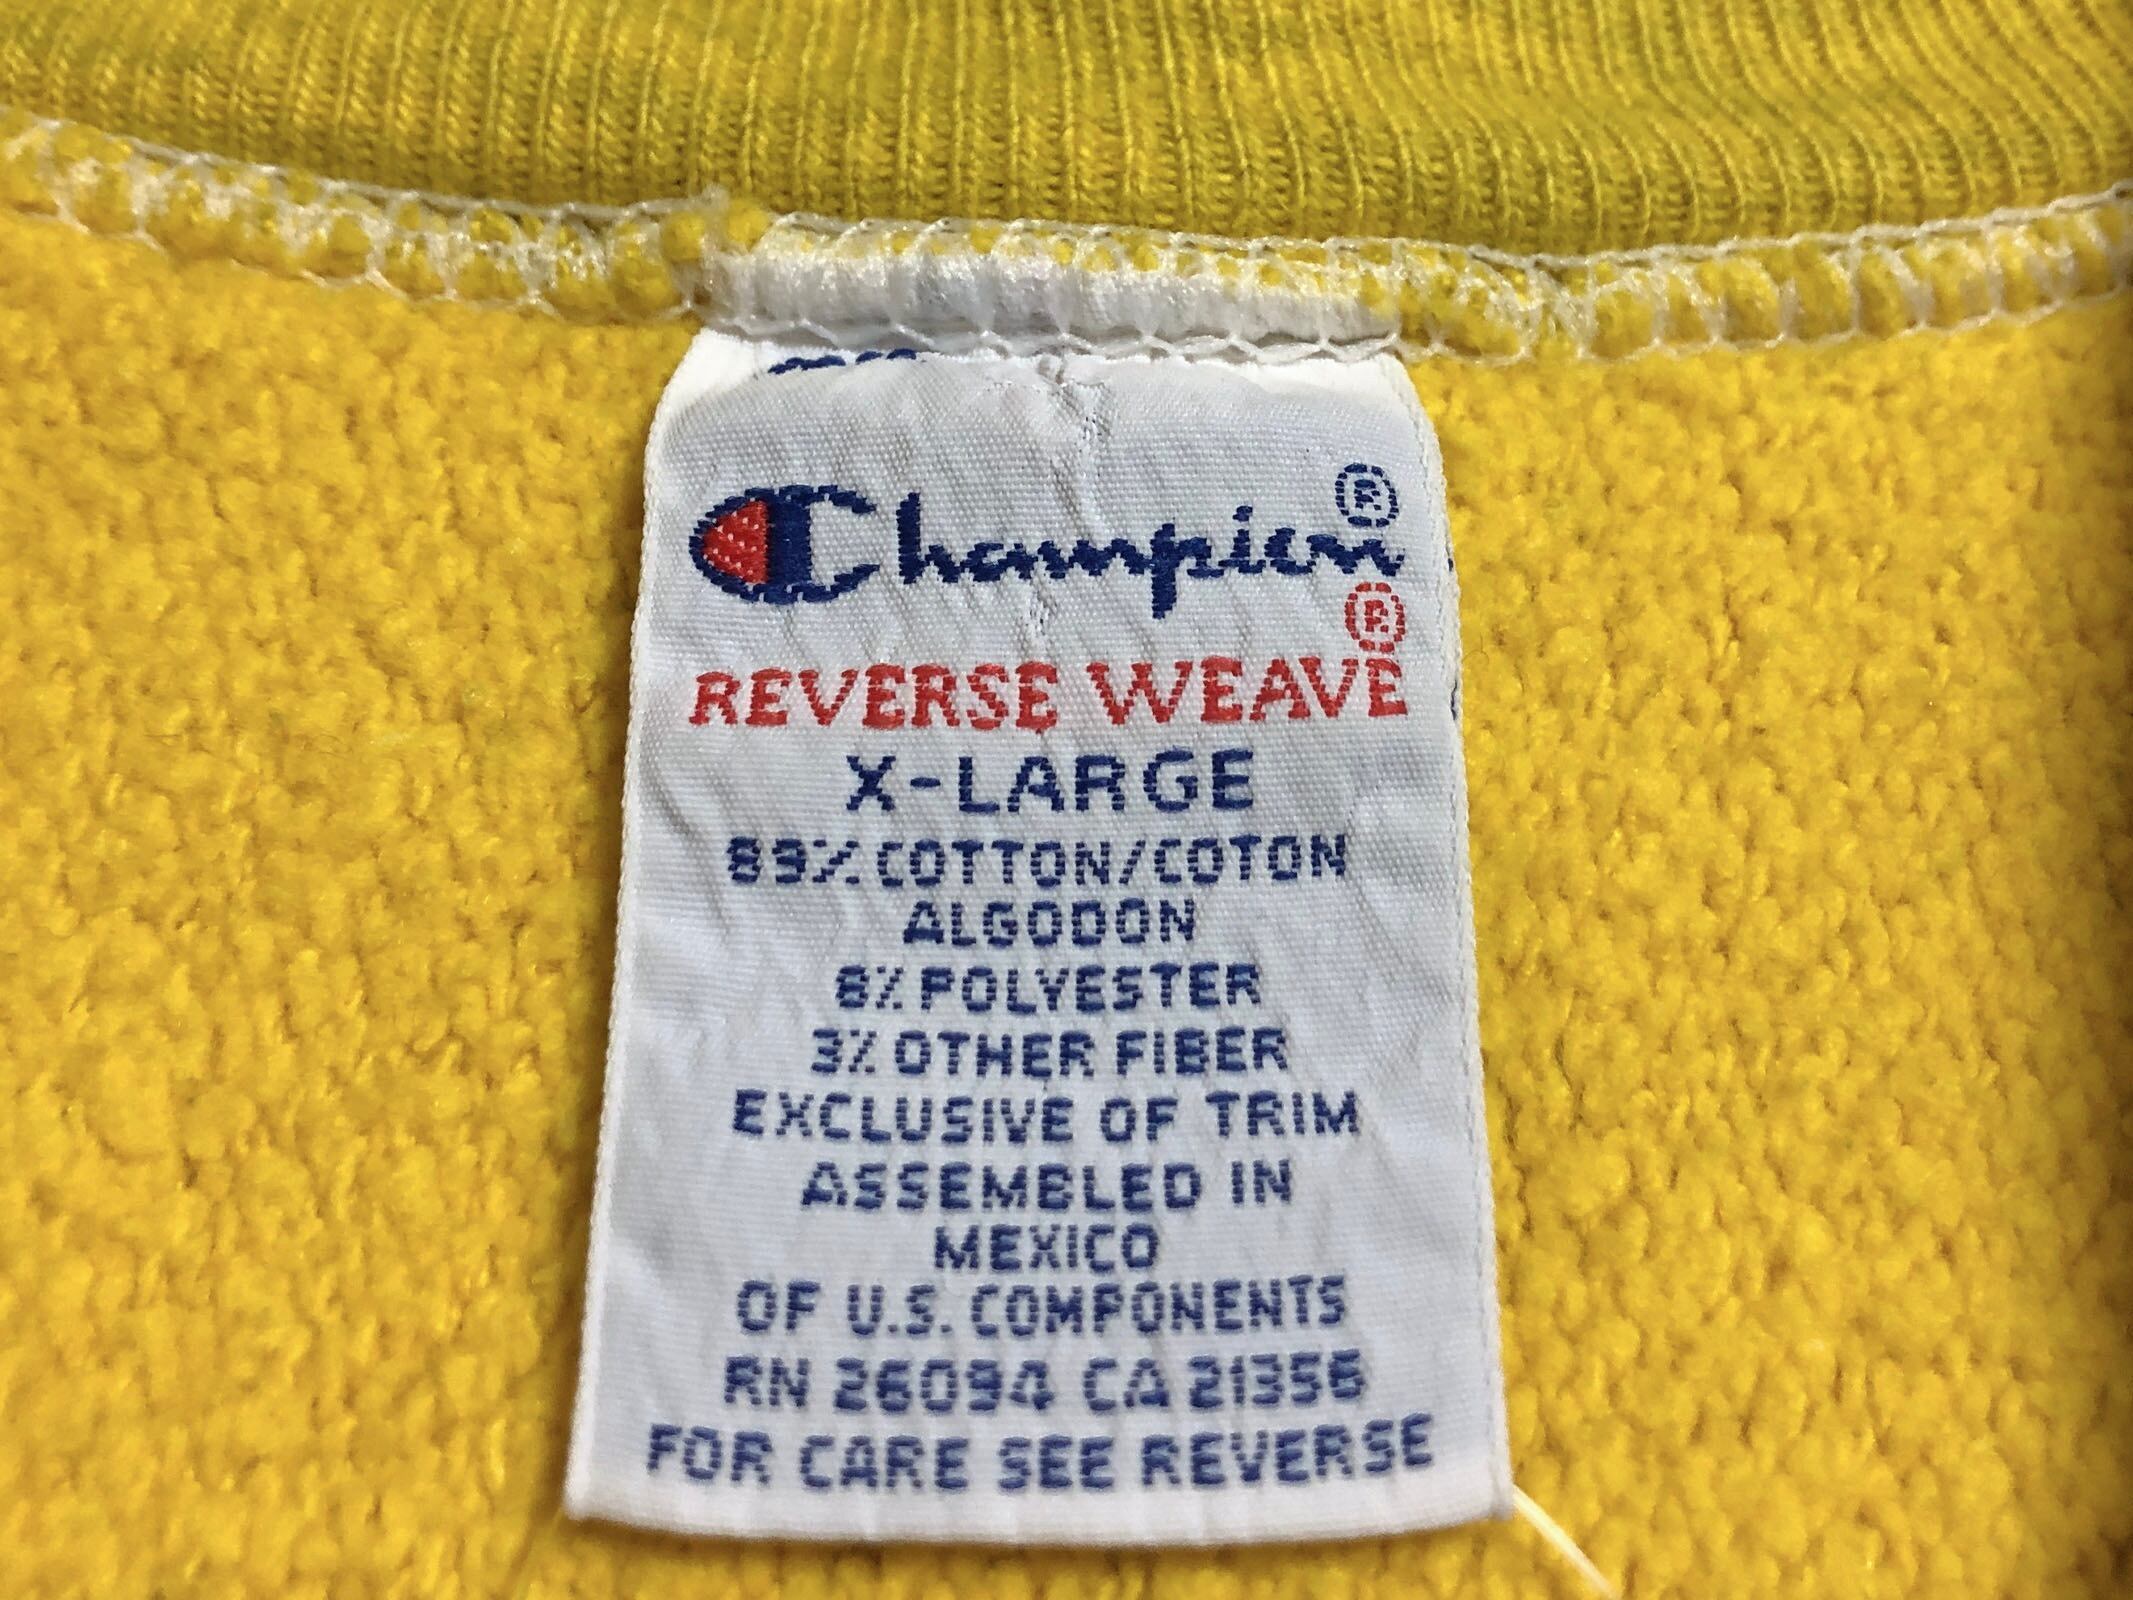 Champion®
REVERSE WEAVE®
X-LARGE
89% COTTON/COTON
ALGODON
8% POLYESTER
3% OTHER FIBER
EXCLUSIVE OF TRIM
ASSEMBLED IN
MEXICO
OF U.S. COMPONENTS
RN 26094 CA 21356
FOR CARE SEE REVERSE